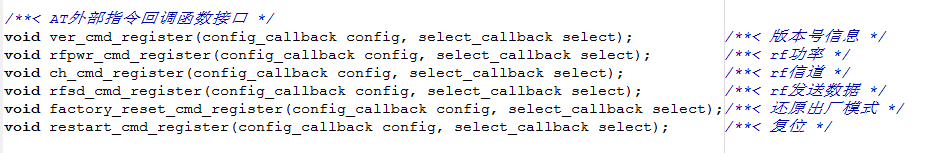 /**< AT外部指令回调函数接口 */
void ver_cmd_register(config_callback config, select_callback select); /**< 版本号信息 */
void rfpwr_cmd_register(config_callback config, select_callback select); /**< rf功率 */
void ch_cmd_register(config_callback config, select_callback select); /**< rf信道 */
void rfsd_cmd_register(config_callback config, select_callback select); /**< rf发送数据 */
void factory_reset_cmd_register(config_callback config, select_callback select);/**< 还原出厂模式 */
void restart_cmd_register(config_callback config, select_callback select); /**< 复位 */